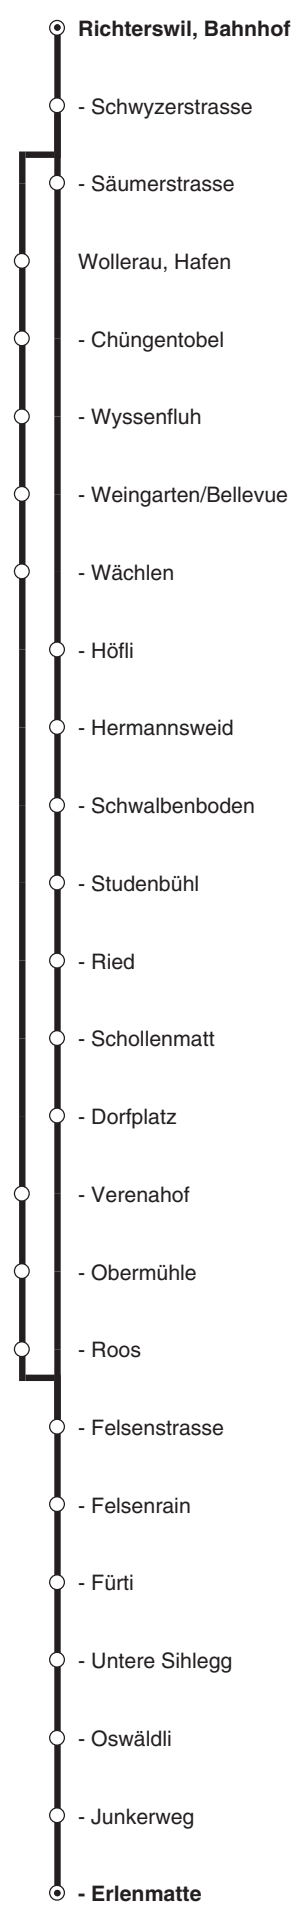 Richterswil, Bahnhof
- Schwyzerstrasse
- Säumerstrasse
Wollerau, Hafen
- Chüngentobel
- Wyssenfluh
- Weingarten/Bellevue
- Wächlen
- Höfli
- Hermannsweid
- Schwalbenboden
- Studenbühl
- Ried
- Schollenmatt
- Dorfplatz
- Verenahof
- Obermühle
- Roos
- Felsenstrasse
- Felsenrain
- Fürti
- Untere Sihlegg
- Oswäldli
- Junkerweg
- Erlenmatte